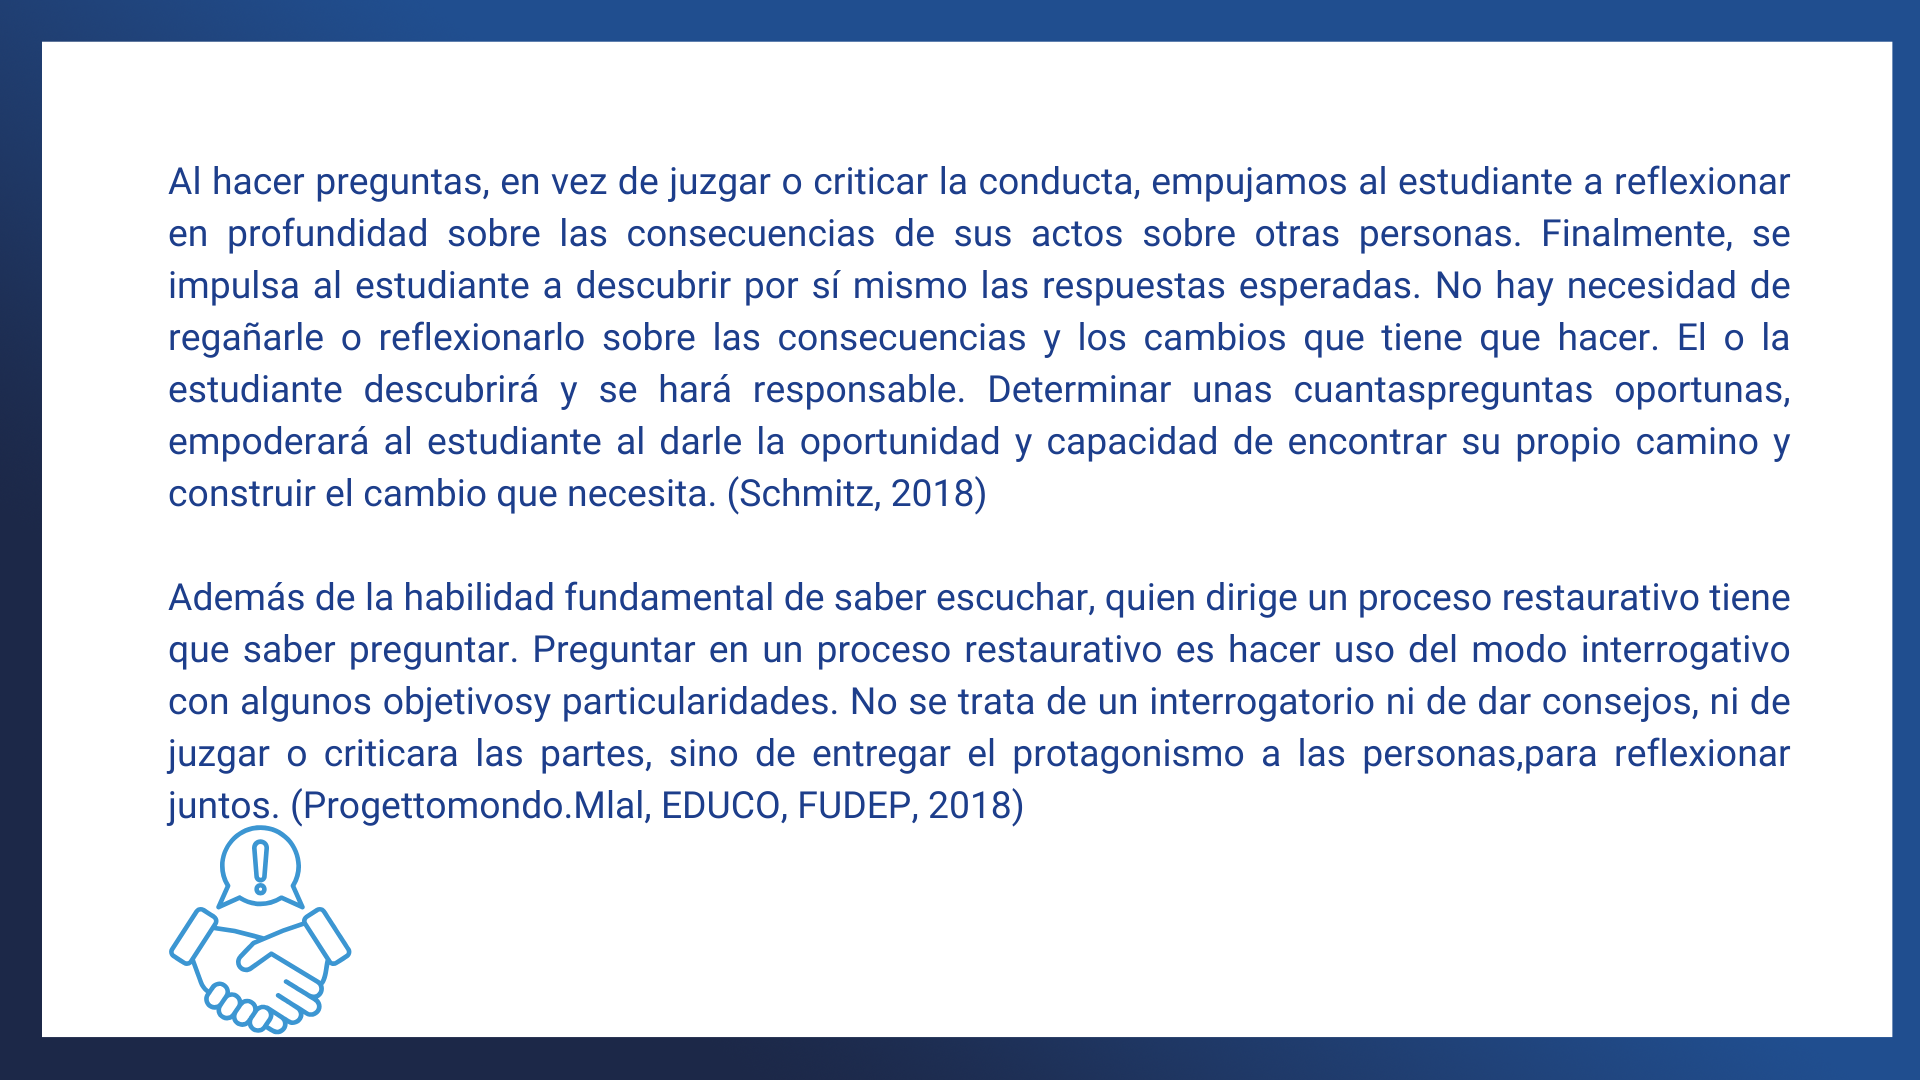 Al hacer preguntas, en vez de juzgar o criticar la conducta, empujamos al estudiante a reflexionar
en profundidad sobre las consecuencias de sus actos sobre otras personas. Finalmente, se
impulsa al estudiante a descubrir por sí mismo las respuestas esperadas. No hay necesidad de
regañarle o reflexionarlo sobre las consecuencias y los cambios que tiene que hacer. El o la
estudiante descubrirá y se hará responsable. Determinar unas cuantaspreguntas oportunas,
empoderará al estudiante al darle la oportunidad y capacidad de encontrar su propio camino y
construir el cambio que necesita. (Schmitz, 2018)
Además de la habilidad fundamental de saber escuchar, quien dirige un proceso restaurativo tiene
que saber preguntar. Preguntar en un proceso restaurativo es hacer uso del modo interrogativo
con algunos objetivosy particularidades. No se trata de un interrogatorio ni de dar consejos, ni de
juzgar o criticara las partes, sino de entregar el protagonismo a las personas,para reflexionar
juntos. (Progettomondo.Mlal, EDUCO, FUDEP, 2018)
!